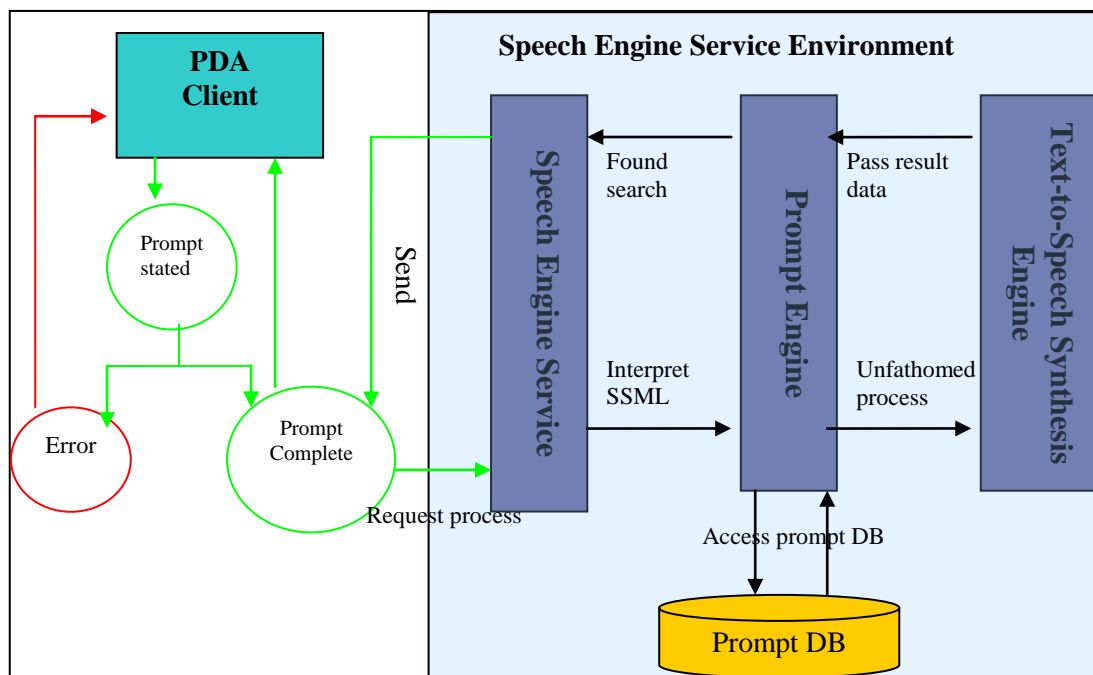 PDA
Client
Prompt
stated
Error
Prompt
Complete
Send
Request process
Speech Engine Service Environment
Speech Engine Service
Found
search
Interpret
SSML
Prompt Engine
Pass result
data
Unfathomed
process
Text-to-Speech Synthesis
Engine
Access prompt DB
Prompt DB